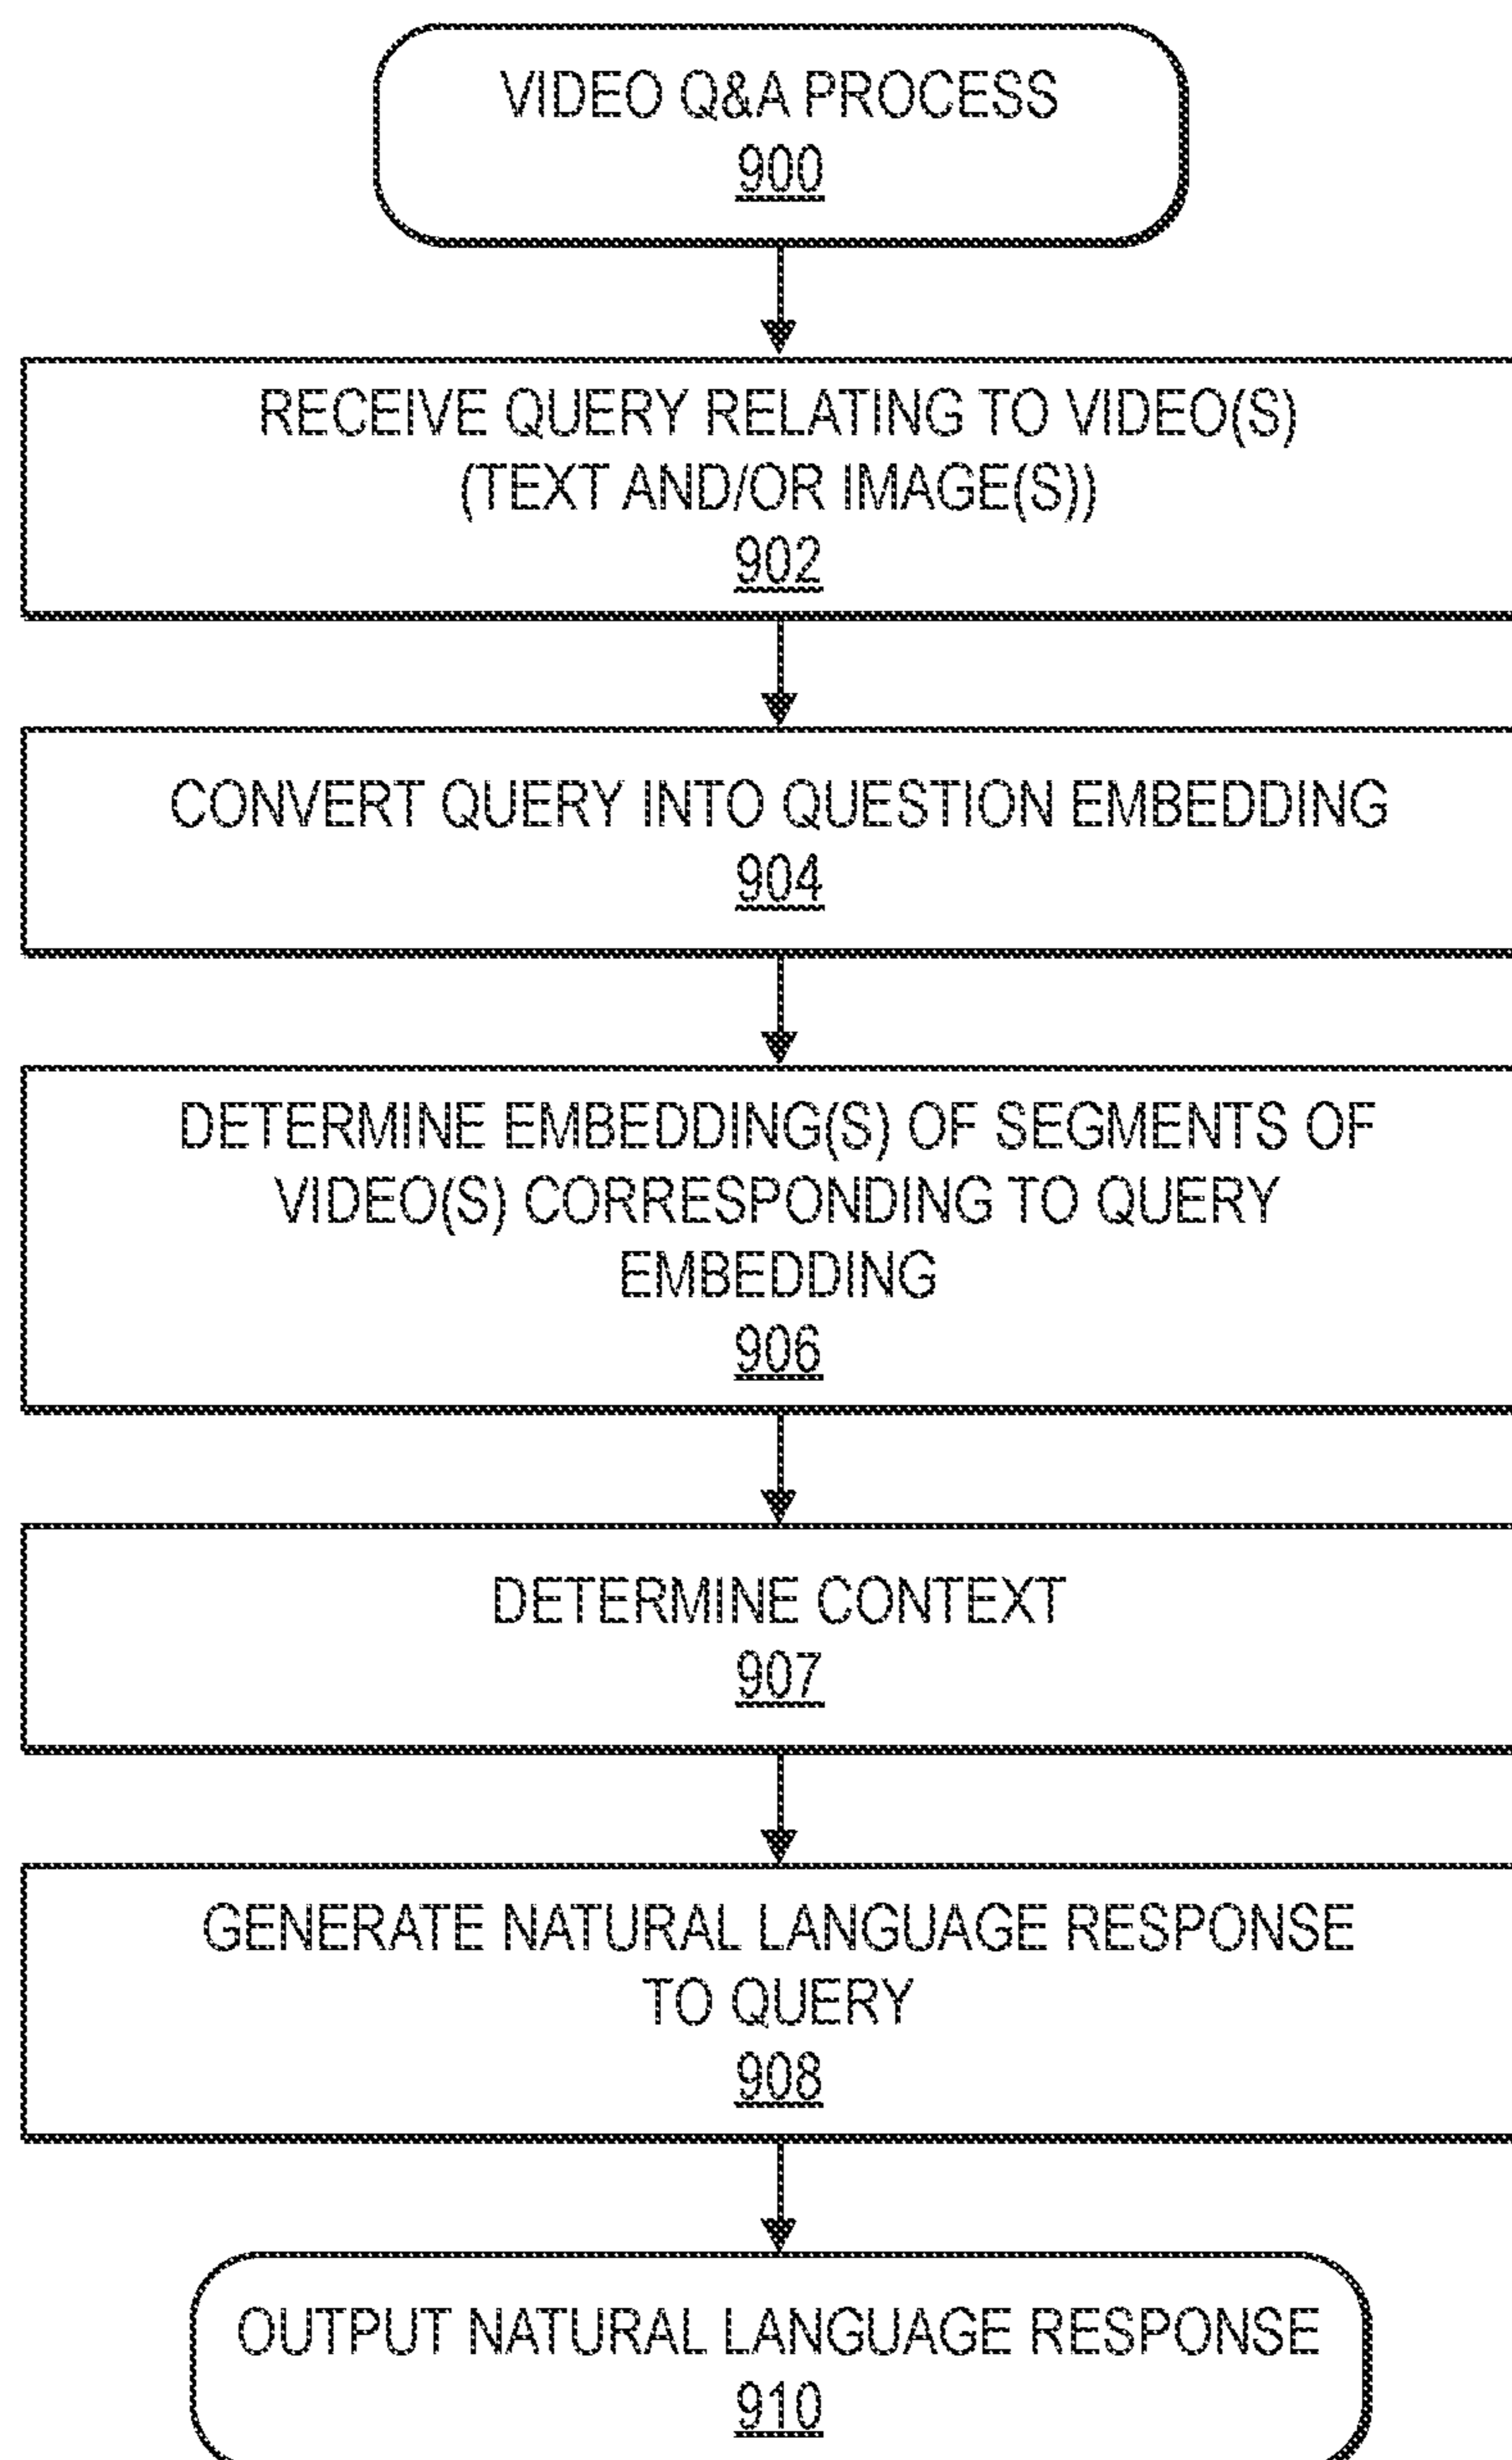 VIDEO Q&A PROCESS
900
RECEIVE QUERY RELATING TO VIDEO(S)
(TEXT AND/OR IMAGE(S))
902
CONVERT QUERY INTO QUESTION EMBEDDING
904
DETERMINE EMBEDDING(S) OF SEGMENTS OF
VIDEO(S) CORRESPONDING TO QUERY
EMBEDDING
906
DETERMINE CONTEXT
907
GENERATE NATURAL LANGUAGE RESPONSE
TO QUERY
908
OUTPUT NATURAL LANGUAGE RESPONSE
910